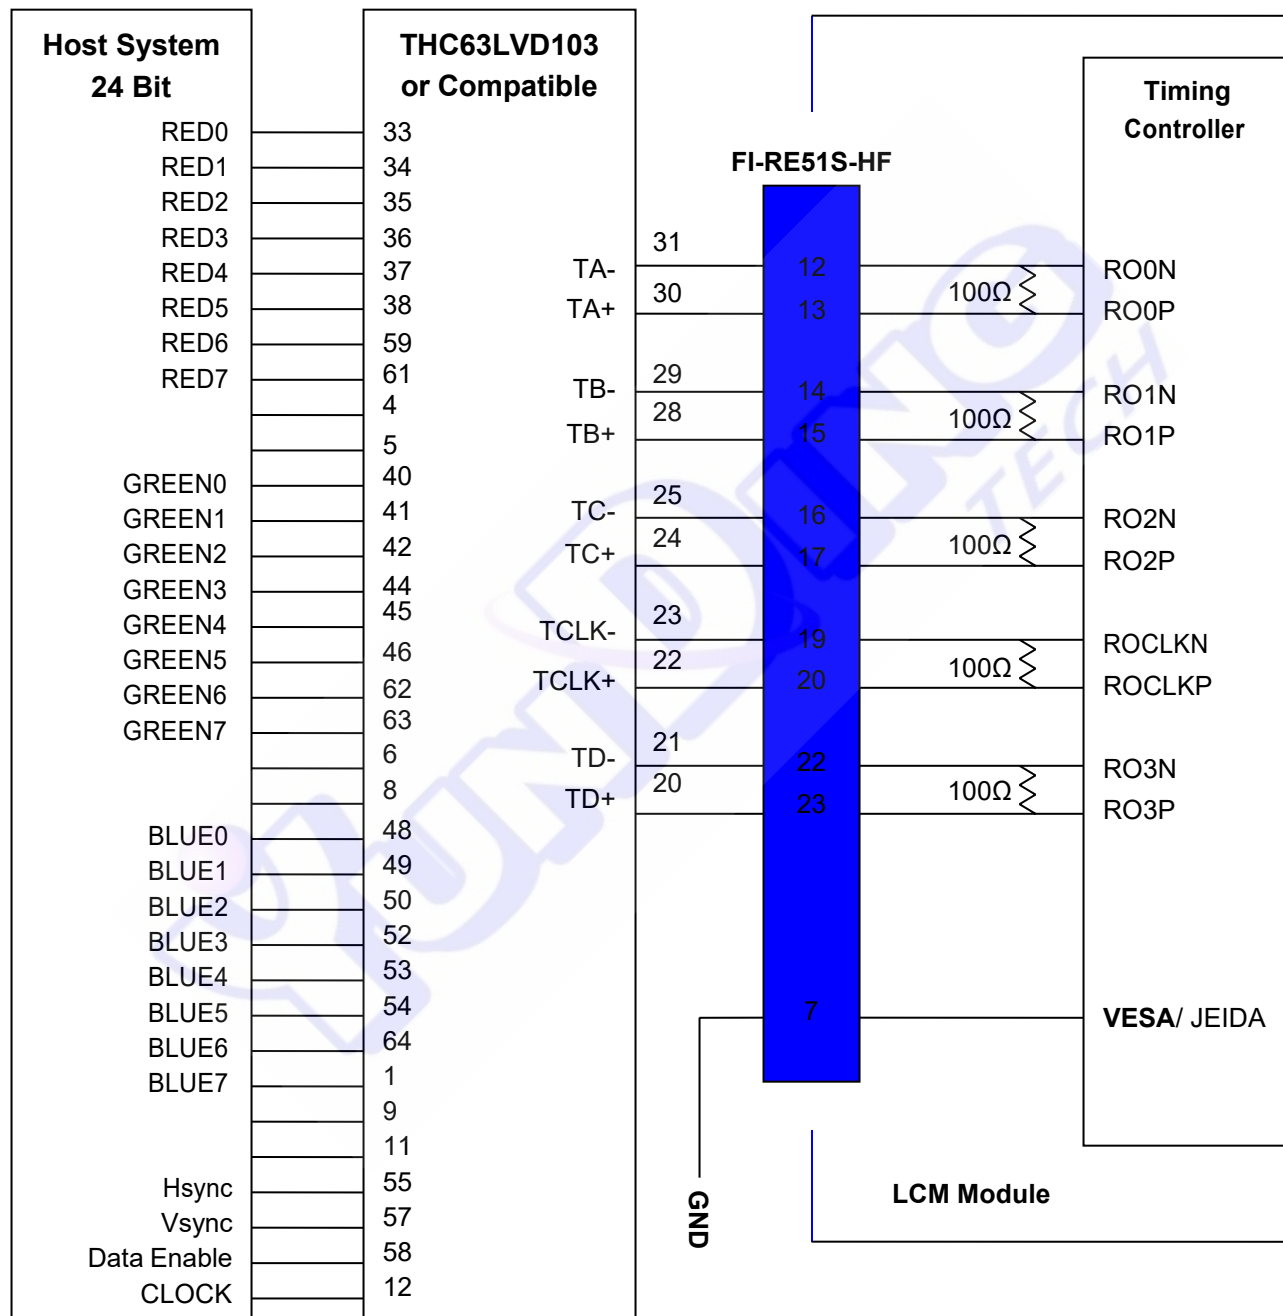 Host System
24 Bit
RED0
RED1
RED2
RED3
RED4
RED5
RED6
RED7
GREEN0
GREEN1
GREEN2
GREEN3
GREEN4
GREEN5
GREEN6
GREEN7
BLUE0
BLUE1
BLUE2
BLUE3
BLUE4
BLUE5
BLUE6
BLUE7
Hsync
Vsync
Data Enable
CLOCK
THC63LVD103
or Compatible
33
34
35
36
37
38
59
61
4
5
40
41
42
44
45
46
62
63
6
8
48
49
50
52
53
54
64
1
9
11
55
57
58
12
TA-
TA+
TB-
TB+
TC-
TC+
TCLK-
TCLK+
TD-
TD+
31
30
29
28
25
24
23
22
21
20
FI-RE51S-HF
12
13
14
15
16
17
19
20
22
23
7
GND
100Ω
100Ω
100Ω
100Ω
100Ω
Timing
Controller
RO0N
RO0P
RO1N
RO1P
RO2N
RO2P
ROCLKN
ROCLKP
RO3N
RO3P
VESA/ JEIDA
LCM Module
YUNDINO
TECH